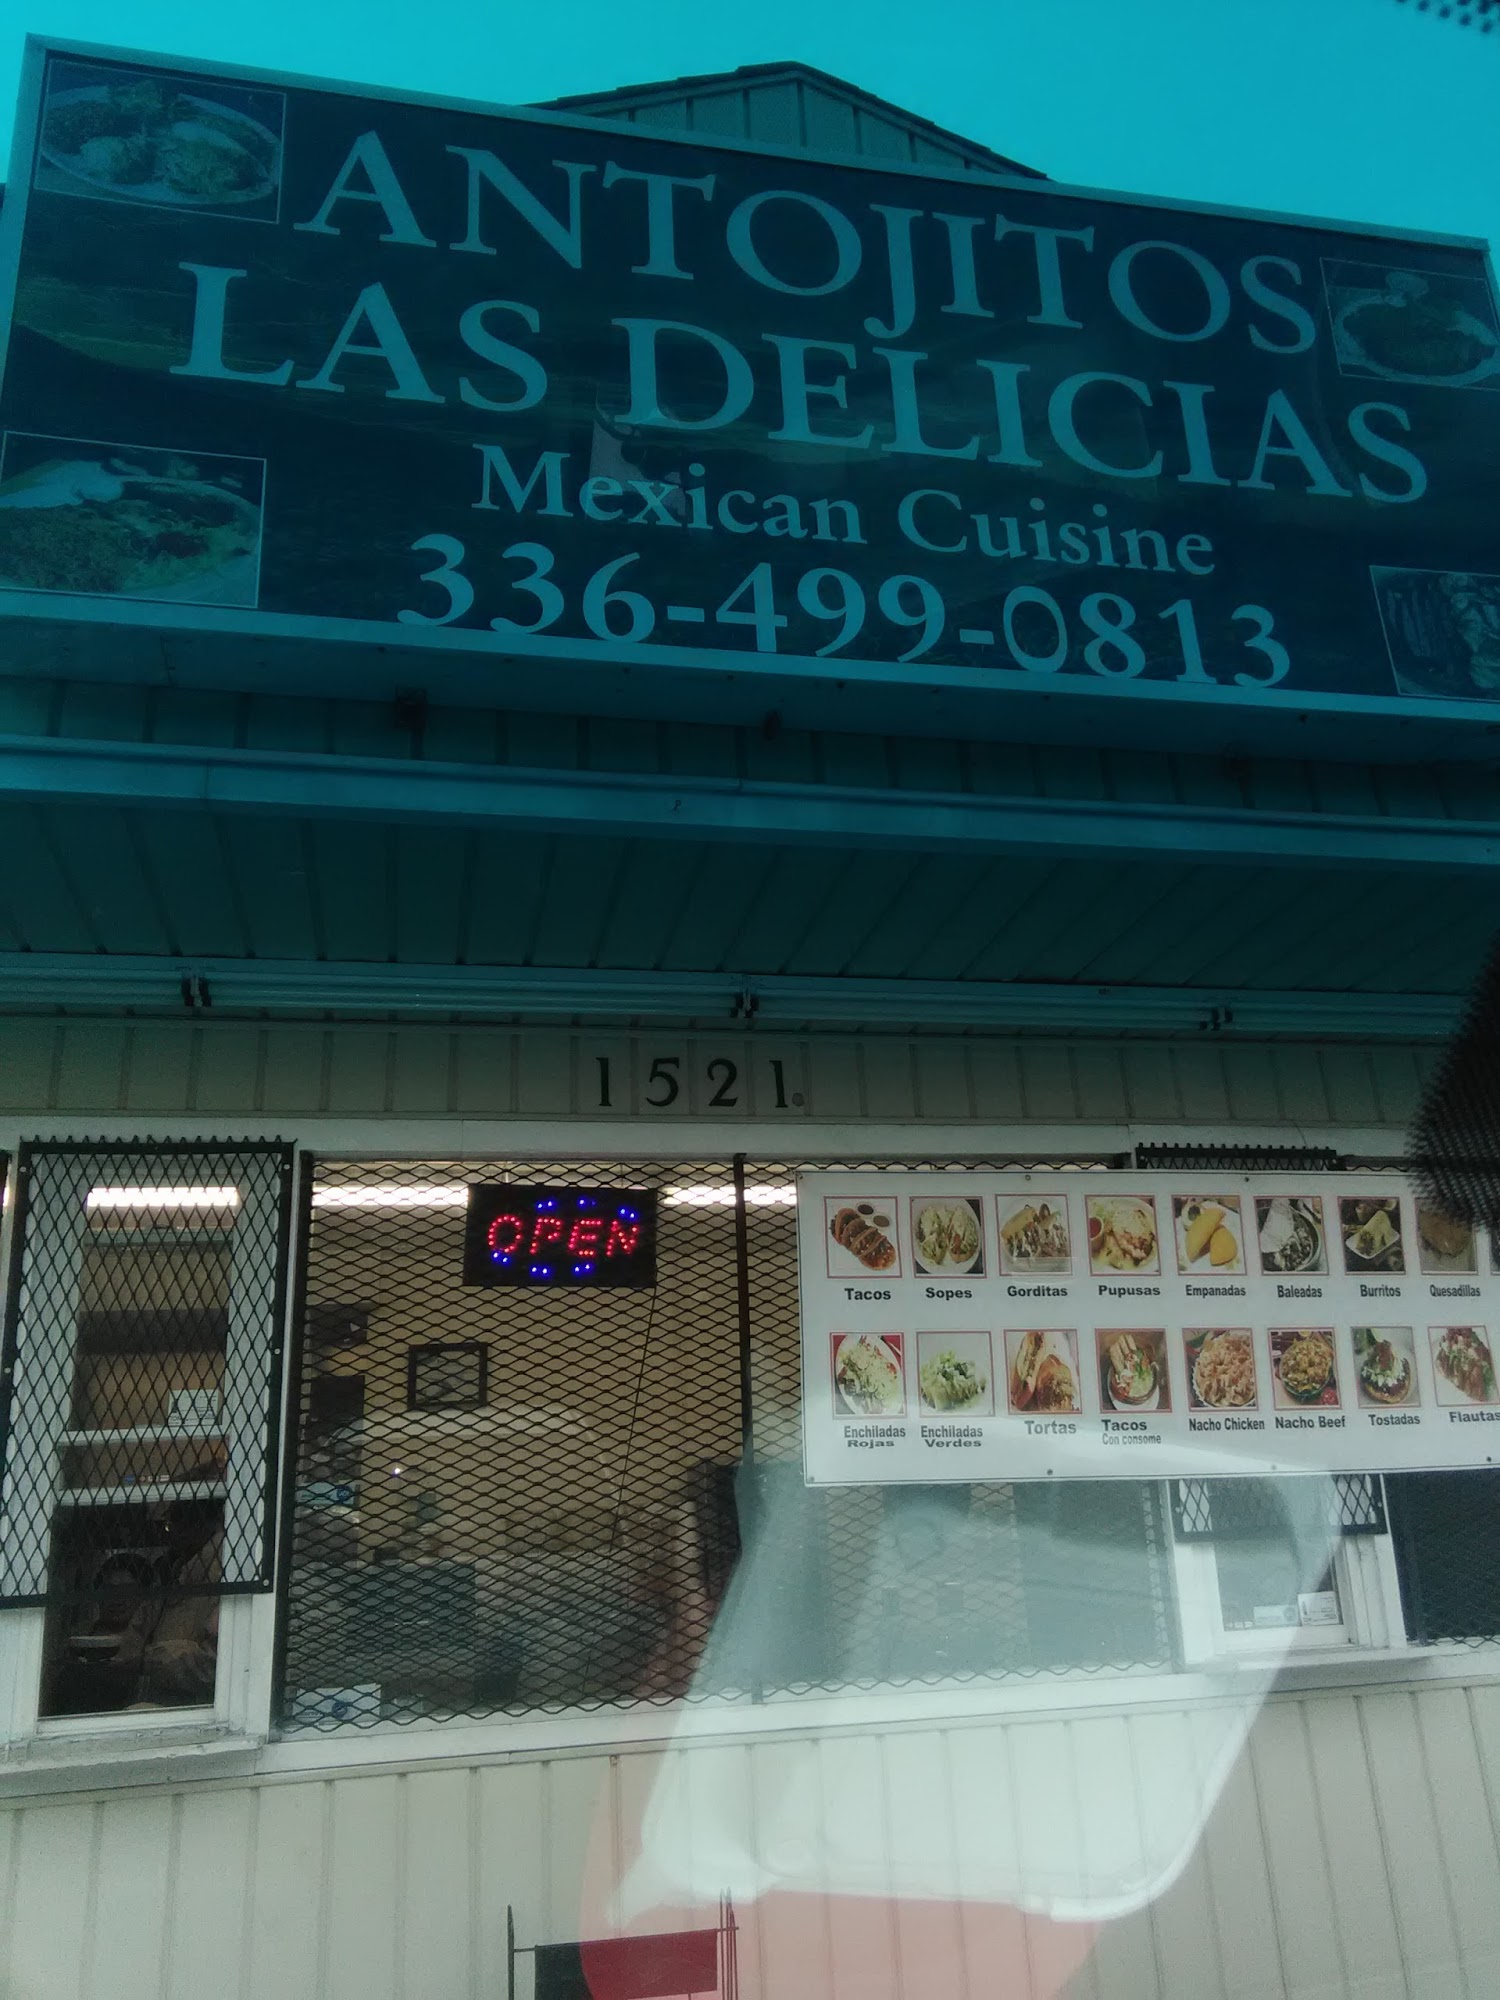 ANTOJITOS
LAS DELICIAS
Mexican Cuisine
336-499-0813
1521
OPEN
Tacos
Sopes
Gorditas
Pupusas
Empanadas
Baleadas
Burritos
Quesadillas
Enchiladas
Rojas
Enchiladas
Verdes
Tortas
Tacos
Con consome
Nacho Chicken
Nacho Beef
Tostadas
Flautas